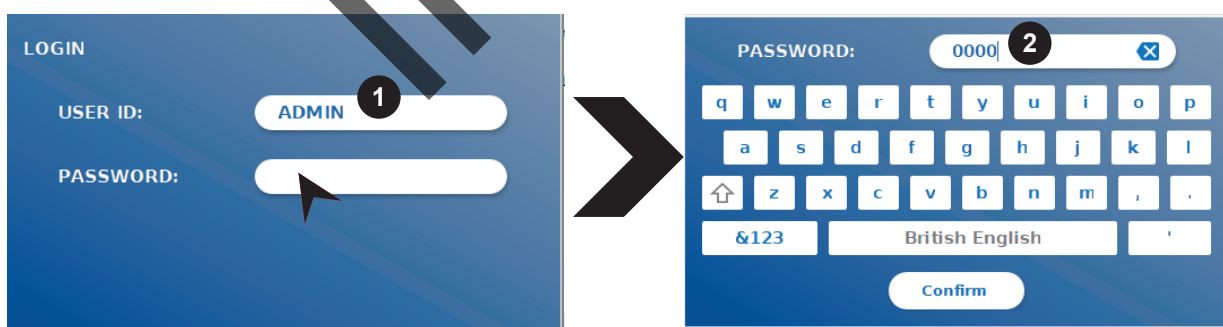 LOGIN
USER ID: ADMIN 1
PASSWORD:
PASSWORD: 0000 2
q w e r t y u i o p
a s d f g h j k l
z x c v b n m , .
&123 British English '
Confirm